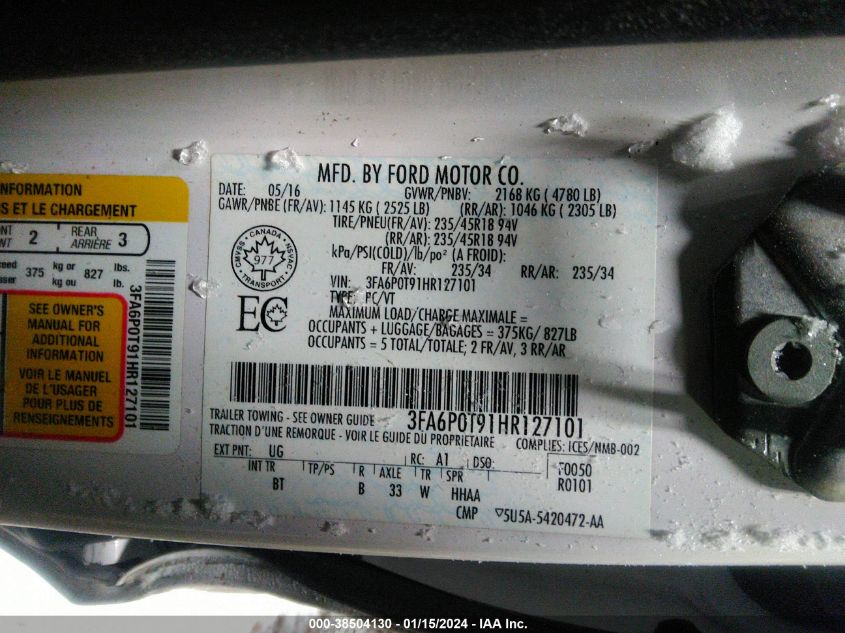 INFORMATION
S ET LE CHARGEMENT
NT 2 REAR ARRIÈRE 3
ceed 375 kg or 827 lbs.
sser kg ou lb.
SEE OWNER'S
MANUAL FOR
ADDITIONAL
INFORMATION
VOIR LE MANUEL
DE L'USAGER
POUR PLUS DE
RENSEIGNEMENTS
3FA6P0T91HR127101
MFD. BY FORD MOTOR CO.
DATE: 05/16 GVWR/PNBV: 2168 KG ( 4780 LB)
GAWR/PNBE (FR/AV): 1145 KG ( 2525 LB) (RR/AR): 1046 KG ( 2305 LB)
TIRE/PNEU(FR/AV): 235/45R18 94V
(RR/AR): 235/45R18 94V
kPa/PSI(COLD)/lb/po² (A FROID):
FR/AV: 235/34 RR/AR: 235/34
VIN: 3FA6P0T91HR127101
TYPE: PC/VT
MAXIMUM LOAD/CHARGE MAXIMALE =
OCCUPANTS + LUGGAGE/BAGAGES = 375KG/ 827LB
OCCUPANTS = 5 TOTAL/TOTALE; 2 FR/AV, 3 RR/AR
CANADA
CMVSS 977 NSVAC
TRANSPORT
EC
TRAILER TOWING - SEE OWNER GUIDE 3FA6P0T91HR127101
TRACTION D'UNE REMORQUE - VOIR LE GUIDE DU PROPRIETAIRE COMPLIES: ICES/NMB-002
EXT PNT: UG RC: A1 DSO: F0050
INT TR TP/PS R AXLE TR SPR R0101
BT B 33 W HHAA
CMP ▽5U5A-5420472-AA
000-38504130 - 01/15/2024 - IAA Inc.